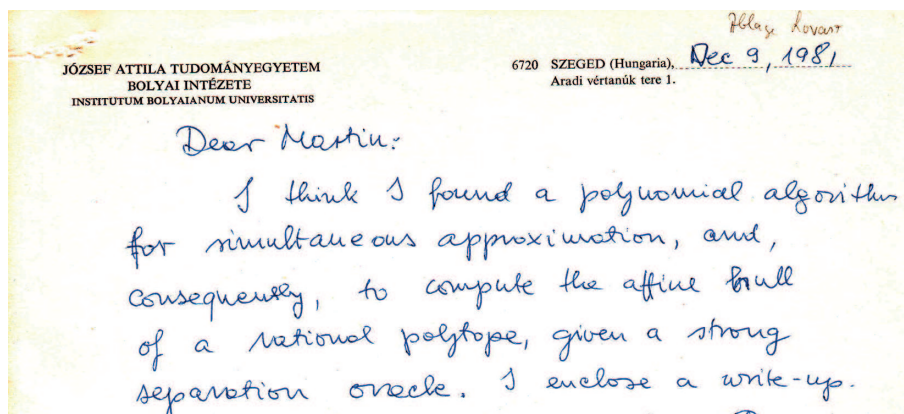 Lovász
JÓZSEF ATTILA TUDOMÁNYEGYETEM
BOLYAI INTÉZETE
INSTITUTUM BOLYAIANUM UNIVERSITATIS
6720 SZEGED (Hungaria), Dec 9, 1981
Aradi vértanúk tere 1.
Dear Martin:
I think I found a polynomial algorithm
for simultaneous approximation, and,
consequently, to compute the affine hull
of a rational polytope, given a strong
separation oracle. I enclose a write-up.